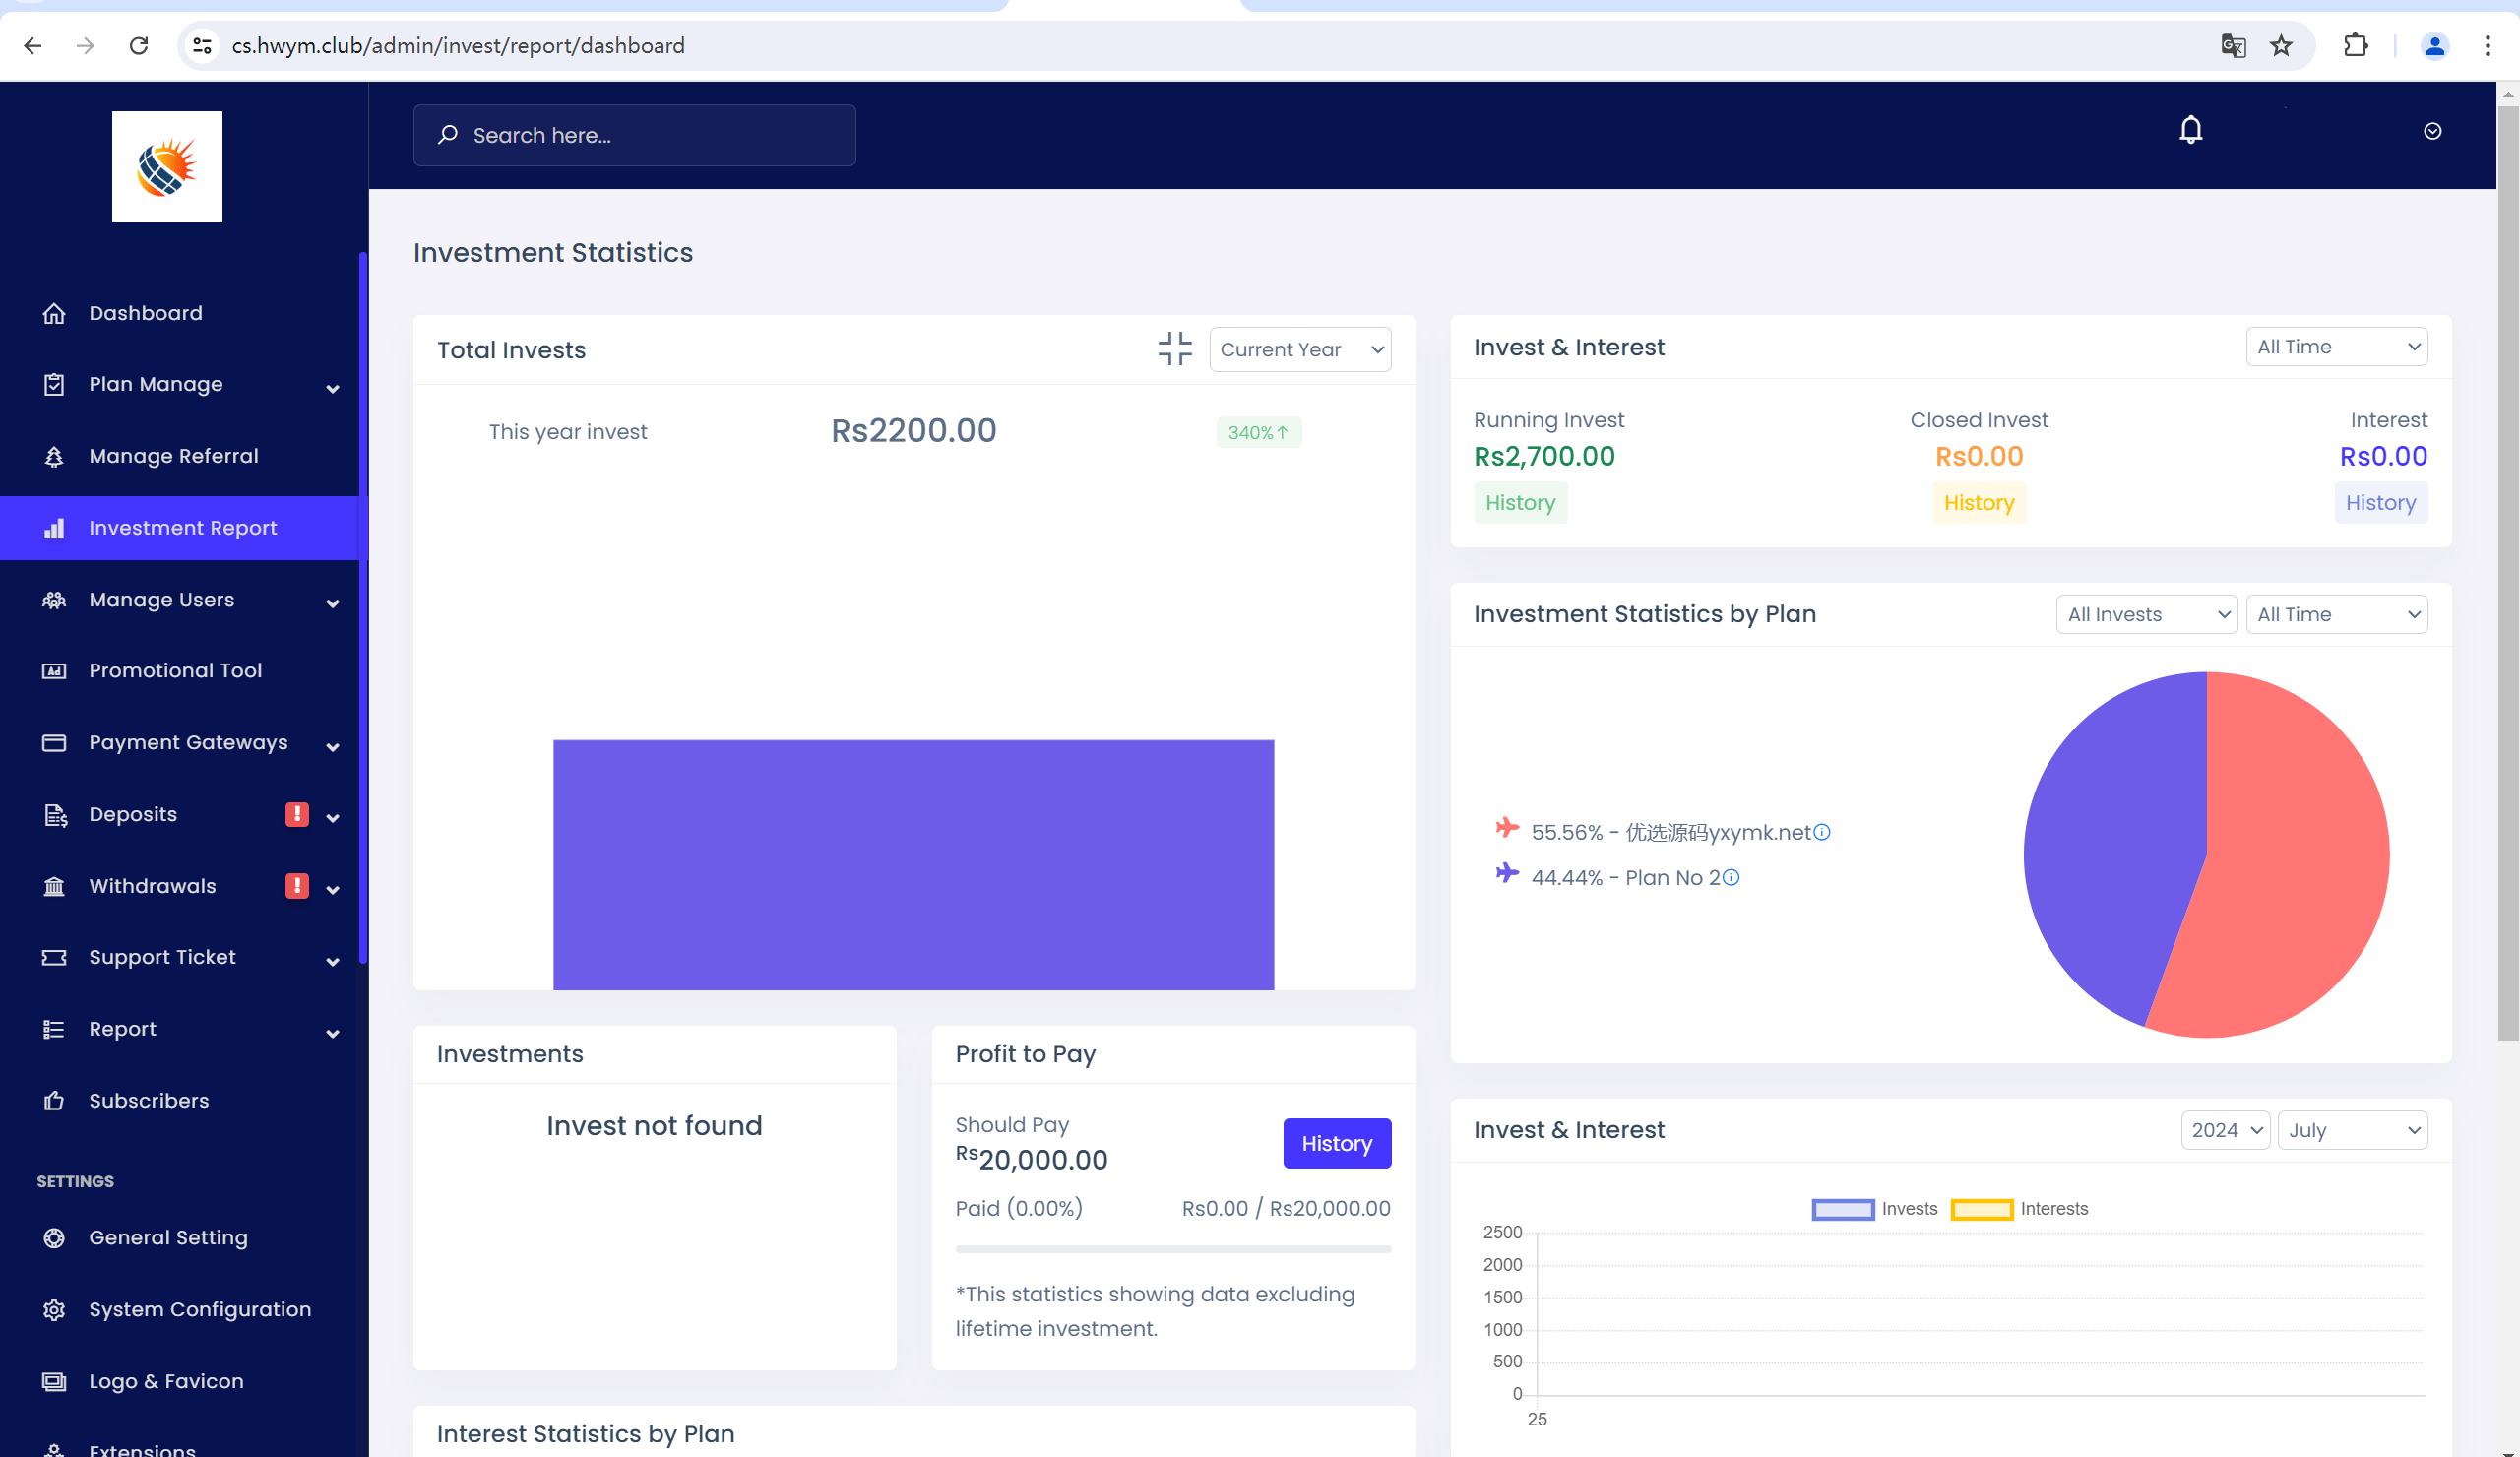 cs.hwym.club/admin/invest/report/dashboard
Search here...
Dashboard
Plan Manage
Manage Referral
Investment Report
Manage Users
Ad
Promotional Tool
Payment Gateways
Deposits
!
Withdrawals
!
Support Ticket
Report
Subscribers
SETTINGS
General Setting
System Configuration
Logo & Favicon
Extensions
Investment Statistics
Total Invests
Current Year
This year invest
Rs2200.00
340%↑
Invest & Interest
All Time
Running Invest
Rs2,700.00
History
Closed Invest
Rs0.00
History
Interest
Rs0.00
History
Investment Statistics by Plan
All Invests
All Time
55.56% - 优选源码yxymk.net
44.44% - Plan No 2
Investments
Invest not found
Profit to Pay
Should Pay
Rs20,000.00
History
Paid (0.00%)
Rs0.00 / Rs20,000.00
*This statistics showing data excluding
lifetime investment.
Invest & Interest
2024
July
Invests
Interests
2500
2000
1500
1000
500
0
25
Interest Statistics by Plan